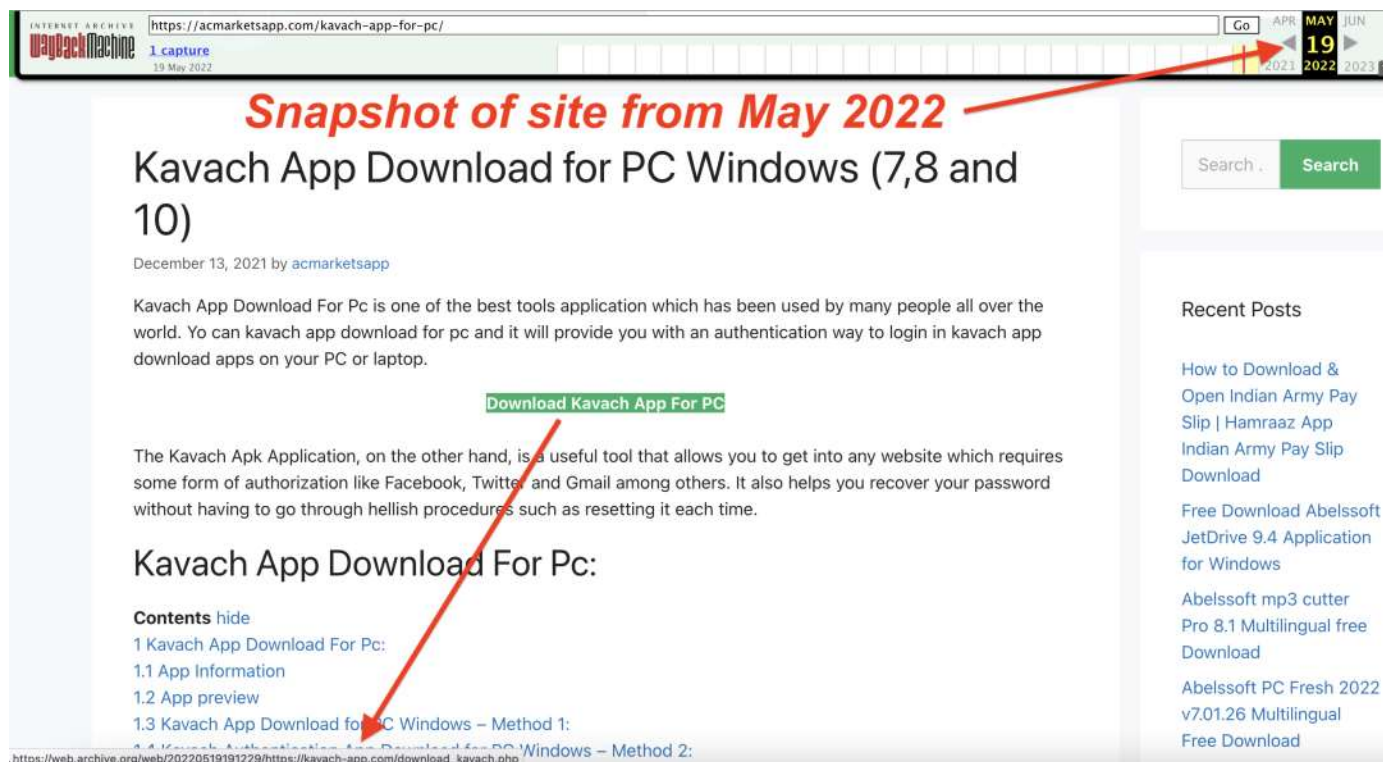 INTERNET ARCHIVE
WayBackMachine
https://acmarketsapp.com/kavach-app-for-pc/
Go
1 capture
19 May 2022
APR MAY JUN
19
2021 2022 2023
Snapshot of site from May 2022
Kavach App Download for PC Windows (7,8 and
10)
December 13, 2021 by acmarketsapp
Kavach App Download For Pc is one of the best tools application which has been used by many people all over the
world. Yo can kavach app download for pc and it will provide you with an authentication way to login in kavach app
download apps on your PC or laptop.
Download Kavach App For PC
The Kavach Apk Application, on the other hand, is a useful tool that allows you to get into any website which requires
some form of authorization like Facebook, Twitter and Gmail among others. It also helps you recover your password
without having to go through hellish procedures such as resetting it each time.
Kavach App Download For Pc:
Contents hide
1 Kavach App Download For Pc:
1.1 App Information
1.2 App preview
1.3 Kavach App Download for PC Windows – Method 1:
1.4 Kavach Authentication App Download for PC Windows – Method 2:
https://web.archive.org/web/20220519191229/https://kavach-app.com/download_kavach.php
Search .
Search
Recent Posts
How to Download &
Open Indian Army Pay
Slip | Hamraaz App
Indian Army Pay Slip
Download
Free Download Abelssoft
JetDrive 9.4 Application
for Windows
Abelssoft mp3 cutter
Pro 8.1 Multilingual free
Download
Abelssoft PC Fresh 2022
v7.01.26 Multilingual
Free Download